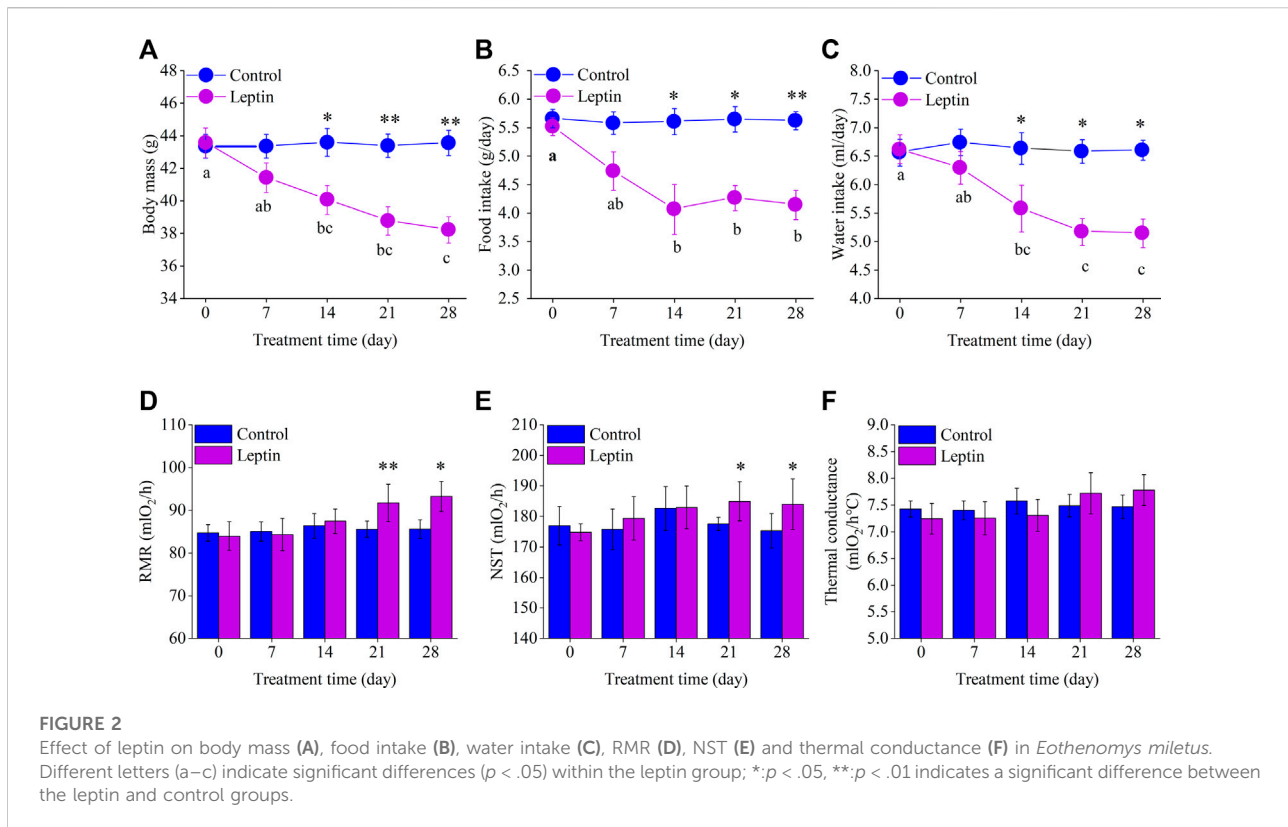 A
Body mass (g)
48
46
44
42
40
38
36
34
Control
Leptin
*
**
**
a
ab
bc
bc
c
0 7 14 21 28
Treatment time (day)
B
Food intake (g/day)
6.5
6.0
5.5
5.0
4.5
4.0
3.5
3.0
2.5
Control
Leptin
*
*
**
a
ab
b
b
b
0 7 14 21 28
Treatment time (day)
C
Water intake (ml/day)
8.0
7.5
7.0
6.5
6.0
5.5
5.0
4.5
4.0
Control
Leptin
*
*
*
a
ab
bc
c
c
0 7 14 21 28
Treatment time (day)
D
RMR (mlO₂/h)
110
100
90
80
70
60
Control
Leptin
**
*
0 7 14 21 28
Treatment time (day)
E
NST (mlO₂/h)
210
200
190
180
170
160
150
140
Control
Leptin
*
*
0 7 14 21 28
Treatment time (day)
F
Thermal conductance
(mlO₂/h°C)
9.0
8.5
8.0
7.5
7.0
6.5
6.0
5.5
5.0
Control
Leptin
0 7 14 21 28
Treatment time (day)
FIGURE 2
Effect of leptin on body mass (A), food intake (B), water intake (C), RMR (D), NST (E) and thermal conductance (F) in Eothenomys miletus.
Different letters (a–c) indicate significant differences (p < .05) within the leptin group; *:p < .05, **:p < .01 indicates a significant difference between
the leptin and control groups.